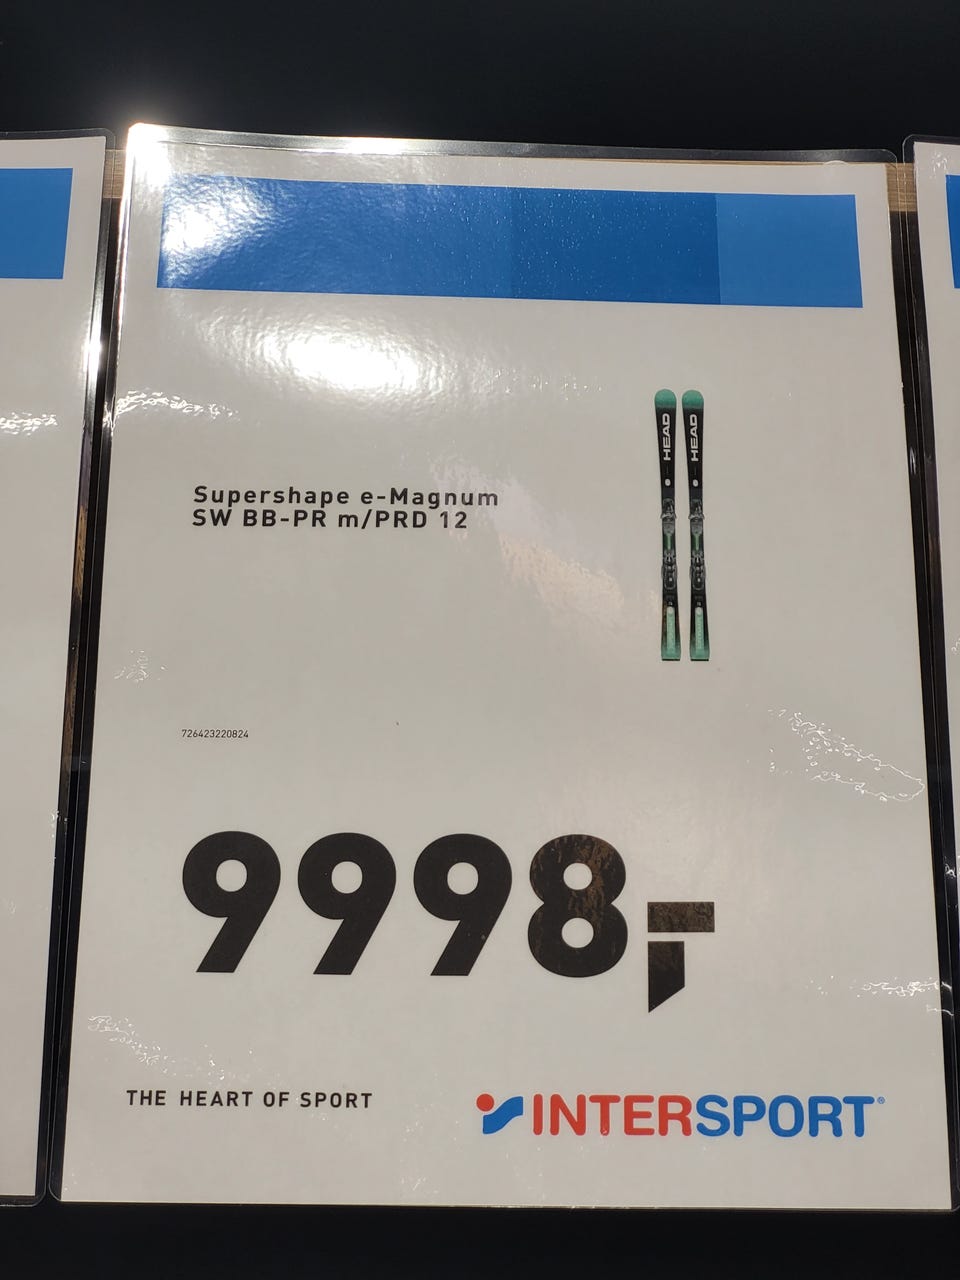 Supershape e-Magnum
SW BB-PR m/PRD 12
HEAD
HEAD
726423220824
9998,-
THE HEART OF SPORT
INTERSPORT®